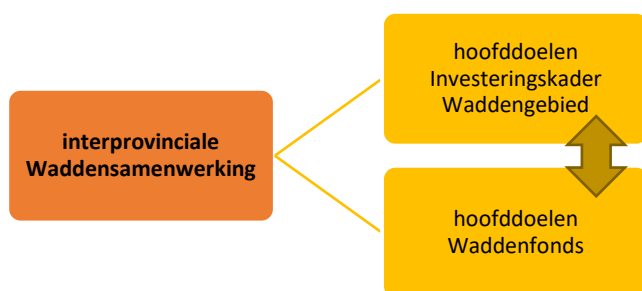 interprovinciale
Waddensamenwerking
hoofddoelen
Investeringskader
Waddengebied
hoofddoelen
Waddenfonds